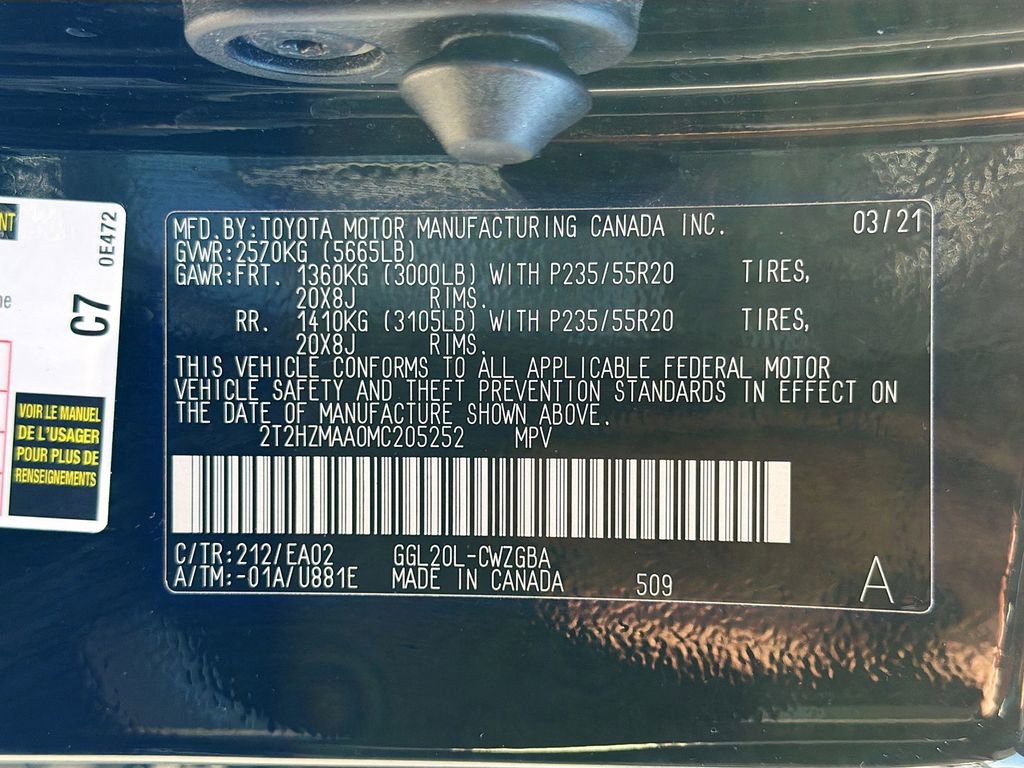 NT
0E472
C7
VOIR LE MANUEL
DE L'USAGER
POUR PLUS DE
RENSEIGNEMENTS
MFD.BY:TOYOTA MOTOR MANUFACTURING CANADA INC. 03/21
GVWR:2570KG (5665LB)
GAWR:FRT. 1360KG (3000LB) WITH P235/55R20 TIRES,
20X8J RIMS.
RR. 1410KG (3105LB) WITH P235/55R20 TIRES,
20X8J RIMS.
THIS VEHICLE CONFORMS TO ALL APPLICABLE FEDERAL MOTOR
VEHICLE SAFETY AND THEFT PREVENTION STANDARDS IN EFFECT ON
THE DATE OF MANUFACTURE SHOWN ABOVE.
2T2HZMAA0MC205252 MPV
C/TR:212/EA02 GGL20L-CWZGBA
A/TM:-01A/U881E MADE IN CANADA 509 A